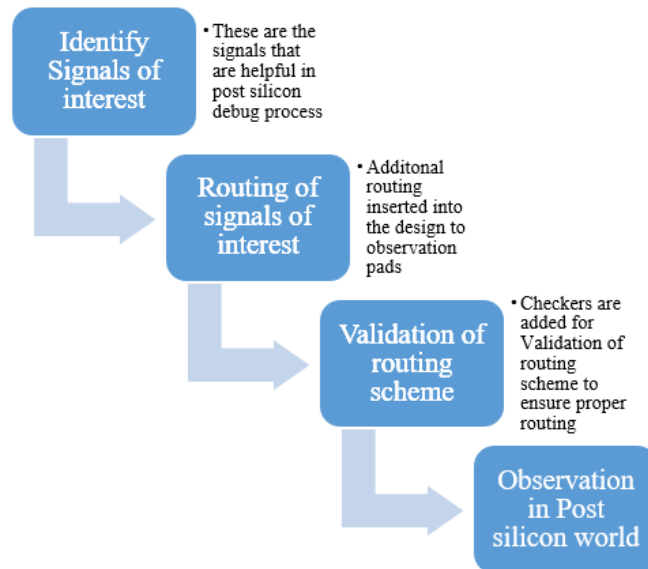 Identify
Signals of
interest
• These are the
signals that
are helpful in
post silicon
debug process
Routing of
signals of
interest
• Additonal
routing
inserted into
the design to
observation
pads
Validation of
routing
scheme
• Checkers are
added for
Validation of
routing
scheme to
ensure proper
routing
Observation
in Post
silicon world